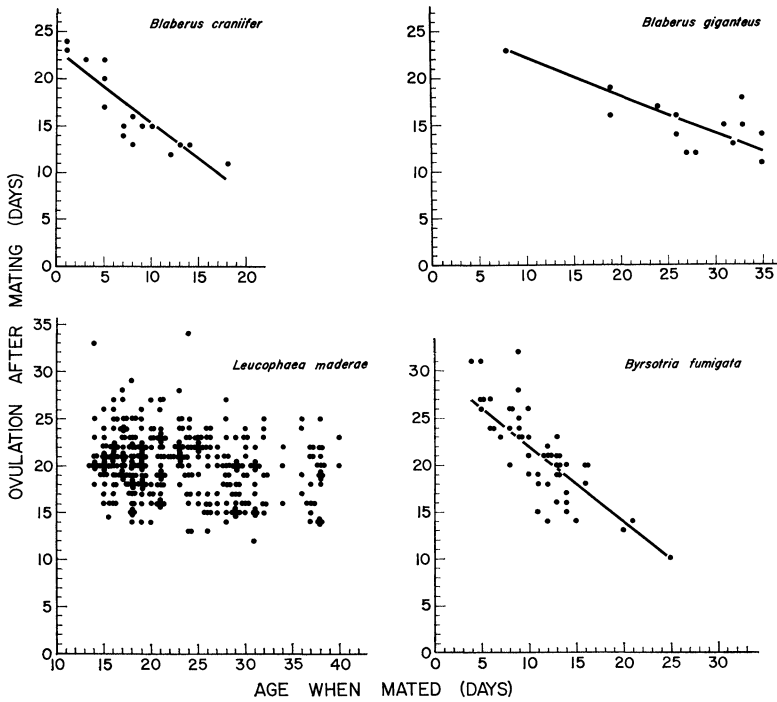 Blaberus craniifer
25
20
15
10
5
0
0 5 10 15 20
Blaberus giganteus
25
20
15
10
5
0
5 10 15 20 25 30 35
Leucophaea maderae
35
30
25
20
15
10
5
0
10 15 20 25 30 35 40
Byrsotria fumigata
30
25
20
15
10
5
0
0 5 10 15 20 25 30
OVULATION AFTER MATING (DAYS)
AGE WHEN MATED (DAYS)